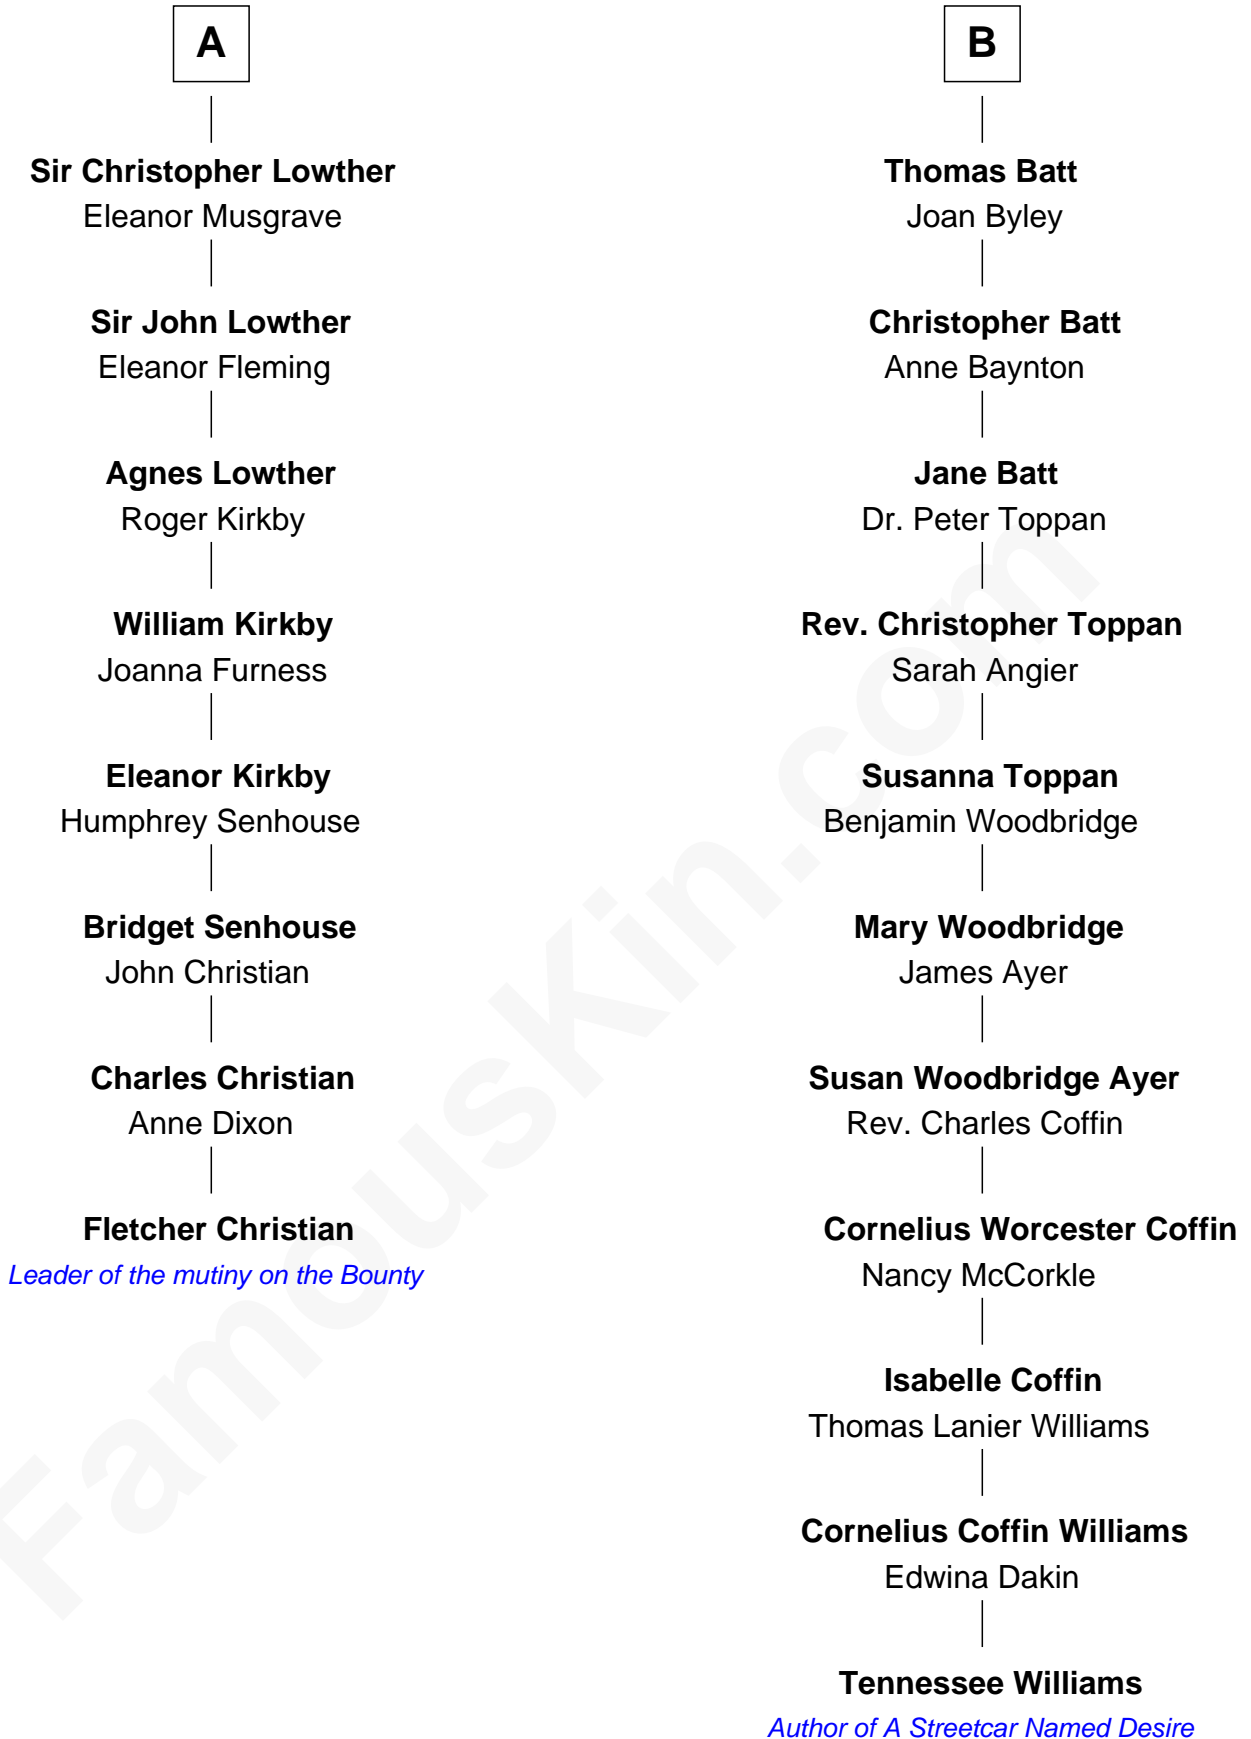 A
Sir Christopher Lowther
Eleanor Musgrave
Sir John Lowther
Eleanor Fleming
Agnes Lowther
Roger Kirkby
William Kirkby
Joanna Furness
Eleanor Kirkby
Humphrey Senhouse
Bridget Senhouse
John Christian
Charles Christian
Anne Dixon
Fletcher Christian
Leader of the mutiny on the Bounty
B
Thomas Batt
Joan Byley
Christopher Batt
Anne Baynton
Jane Batt
Dr. Peter Toppan
Rev. Christopher Toppan
Sarah Angier
Susanna Toppan
Benjamin Woodbridge
Mary Woodbridge
James Ayer
Susan Woodbridge Ayer
Rev. Charles Coffin
Cornelius Worcester Coffin
Nancy McCorkle
Isabelle Coffin
Thomas Lanier Williams
Cornelius Coffin Williams
Edwina Dakin
Tennessee Williams
Author of A Streetcar Named Desire
FamousKin.com